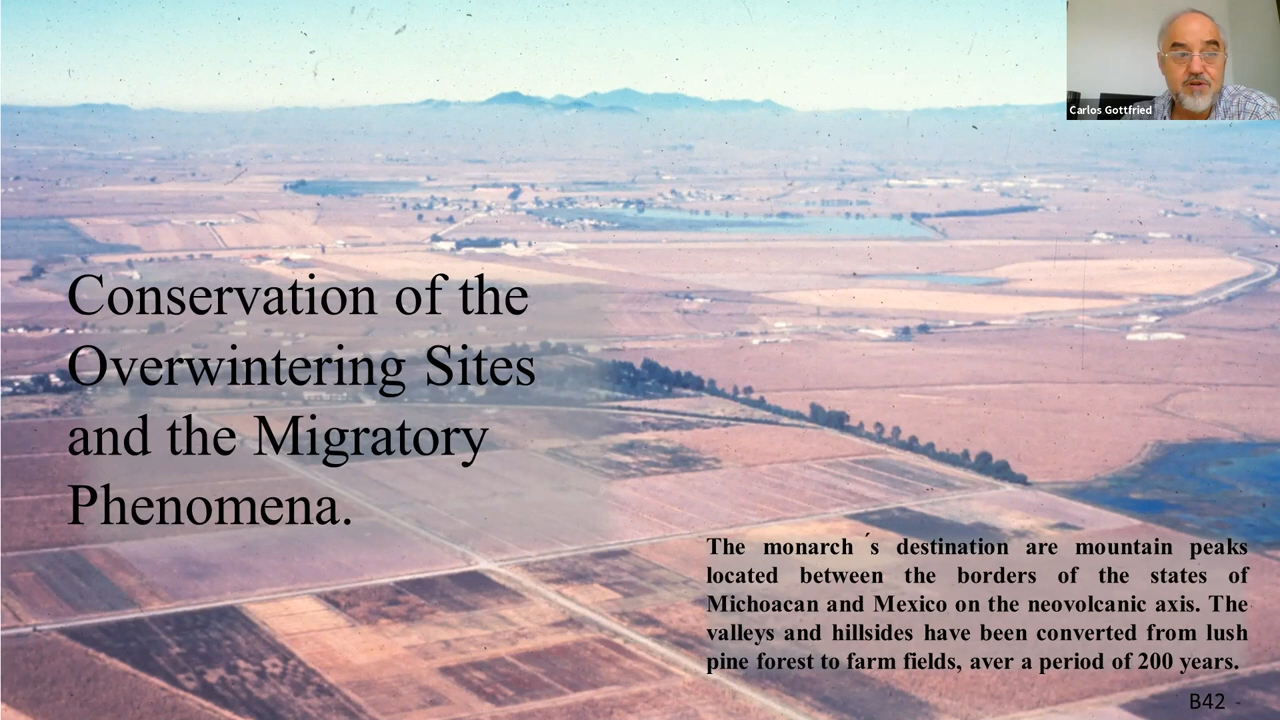 Carlos Gottfried
Conservation of the
Overwintering Sites
and the Migratory
Phenomena.
The monarch ´s destination are mountain peaks
located between the borders of the states of
Michoacan and Mexico on the neovolcanic axis. The
valleys and hillsides have been converted from lush
pine forest to farm fields, aver a period of 200 years.
B42 -